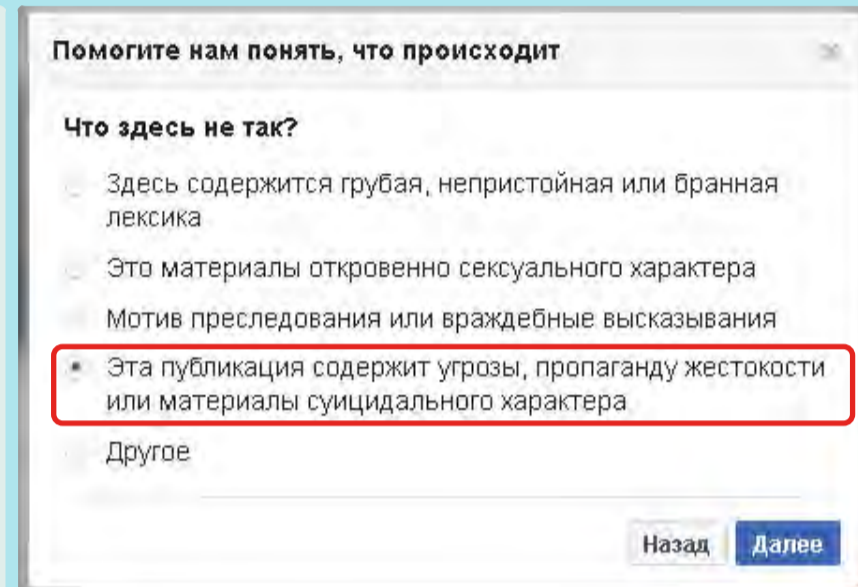 Помогите нам понять, что происходит
Что здесь не так?
Здесь содержится грубая, непристойная или бранная
лексика
Это материалы откровенно сексуального характера
Мотив преследования или враждебные высказывания
Эта публикация содержит угрозы, пропаганду жестокости
или материалы суицидального характера
Другое
Назад Далее